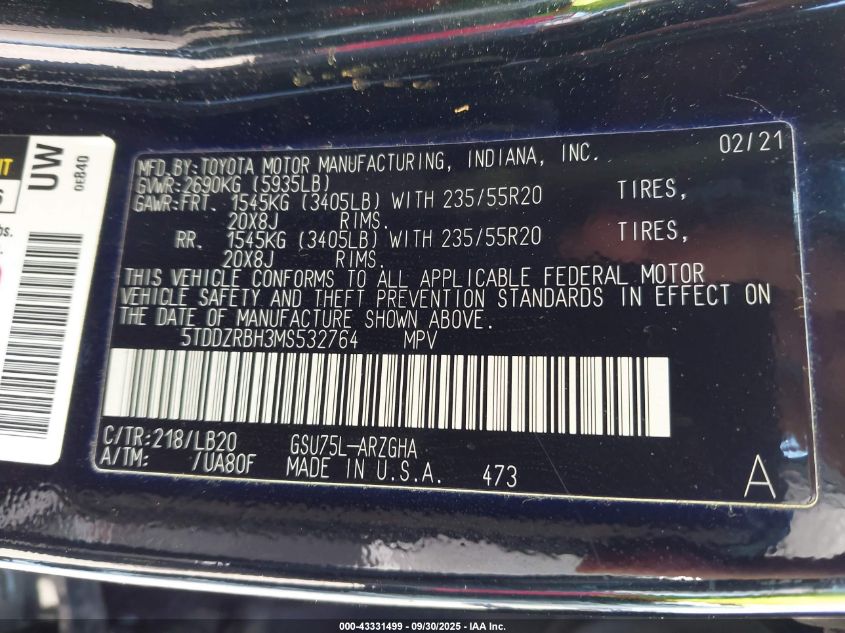 UW
0EB40
02/21
MFD.BY:TOYOTA MOTOR MANUFACTURING, INDIANA, INC.
GVWR:2690KG (5935LB)
GAWR:FRT. 1545KG (3405LB) WITH 235/55R20 TIRES,
20X8J RIMS.
RR. 1545KG (3405LB) WITH 235/55R20 TIRES,
20X8J RIMS.
THIS VEHICLE CONFORMS TO ALL APPLICABLE FEDERAL MOTOR
VEHICLE SAFETY AND THEFT PREVENTION STANDARDS IN EFFECT ON
THE DATE OF MANUFACTURE SHOWN ABOVE.
5TDDZRBH3MS532764 MPV
C/TR:218/LB20 GSU75L-ARZGHA
A/TM: /UA80F MADE IN U.S.A. 473
A
000-43331499 - 09/30/2025 - IAA Inc.